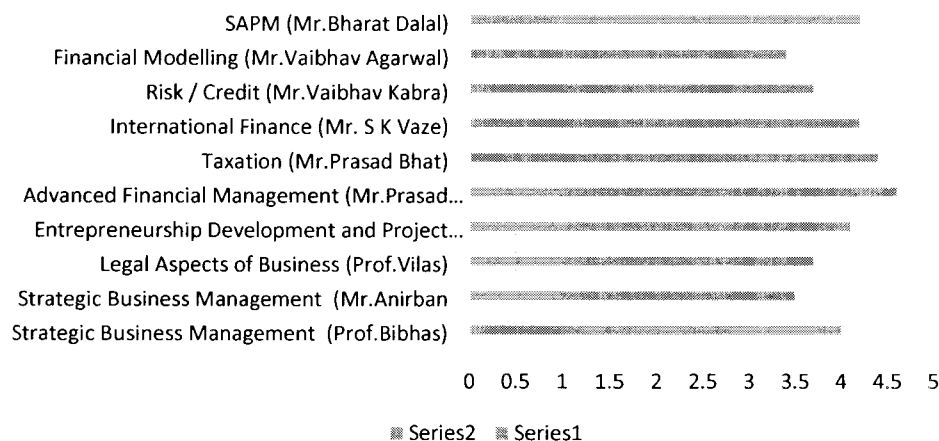 SAPM (Mr.Bharat Dalal)
Financial Modelling (Mr.Vaibhav Agarwal)
Risk / Credit (Mr.Vaibhav Kabra)
International Finance (Mr. S K Vaze)
Taxation (Mr.Prasad Bhat)
Advanced Financial Management (Mr.Prasad...
Entrepreneurship Development and Project...
Legal Aspects of Business (Prof.Vilas)
Strategic Business Management  (Mr.Anirban
Strategic Business Management  (Prof.Bibhas)
0 0.5 1 1.5 2 2.5 3 3.5 4 4.5 5
Series2 Series1